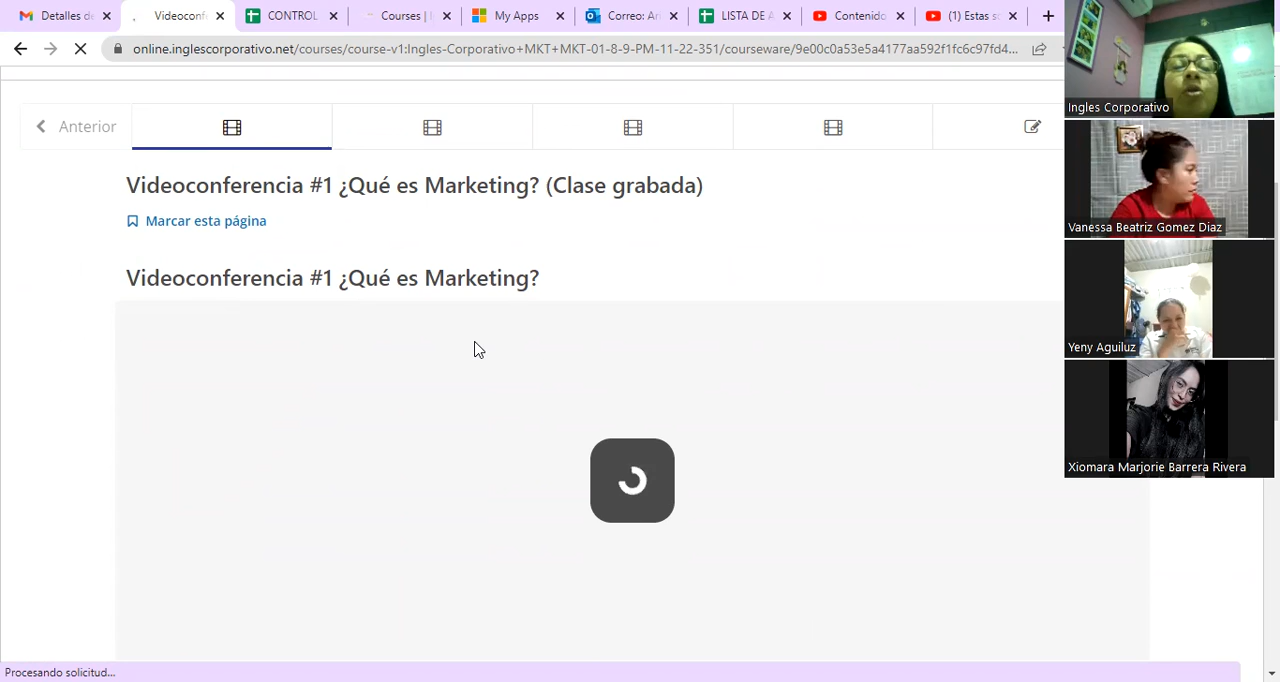 Detalles de
Videoconfe
CONTROL
Courses |
My Apps
Correo: Ari
LISTA DE A
Contenido
(1) Estas s
online.inglescorporativo.net/courses/course-v1:Ingles-Corporativo+MKT+MKT-01-8-9-PM-11-22-351/courseware/9e00c0a53e5a4177aa592f1fc6c97fd4...
Anterior
Videoconferencia #1 ¿Qué es Marketing? (Clase grabada)
Marcar esta página
Videoconferencia #1 ¿Qué es Marketing?
Procesando solicitud...
Ingles Corporativo
Vanessa Beatriz Gomez Diaz
Yeny Aguiluz
Xiomara Marjorie Barrera Rivera